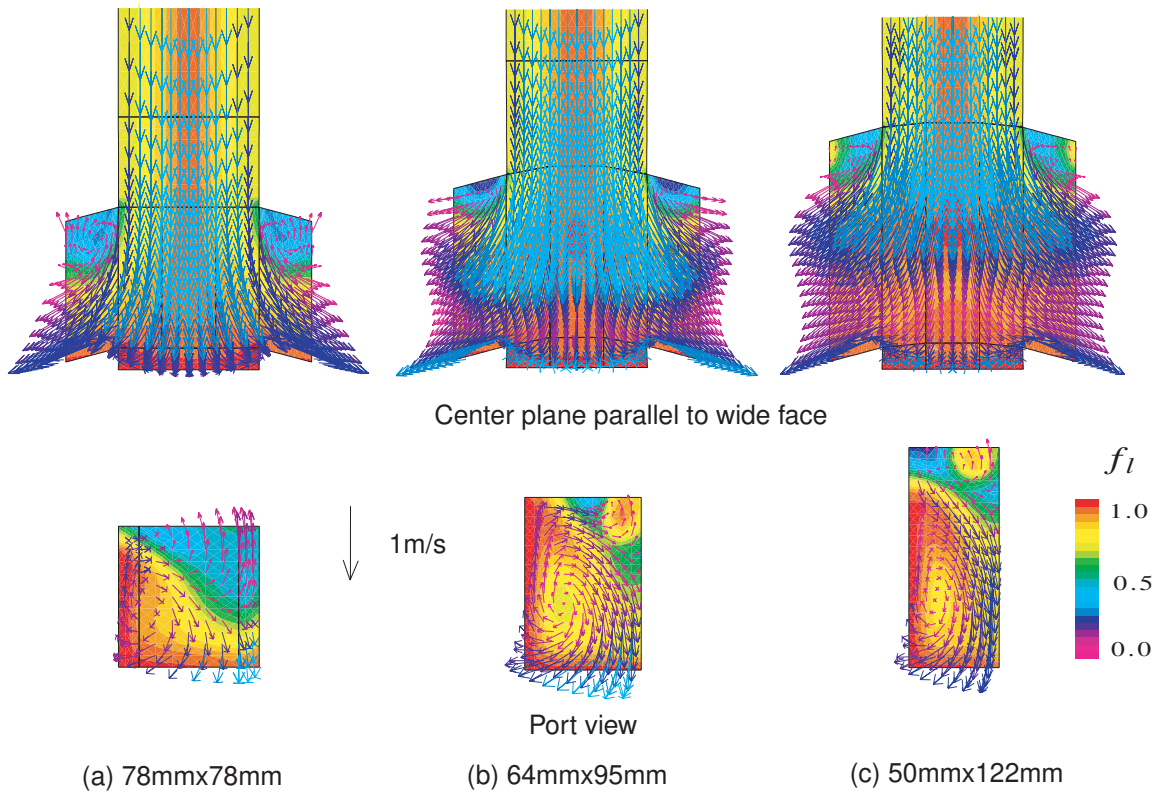 Center plane parallel to wide face
f_l
1.0
0.5
0.0
1m/s
Port view
(a) 78mmx78mm
(b) 64mmx95mm
(c) 50mmx122mm